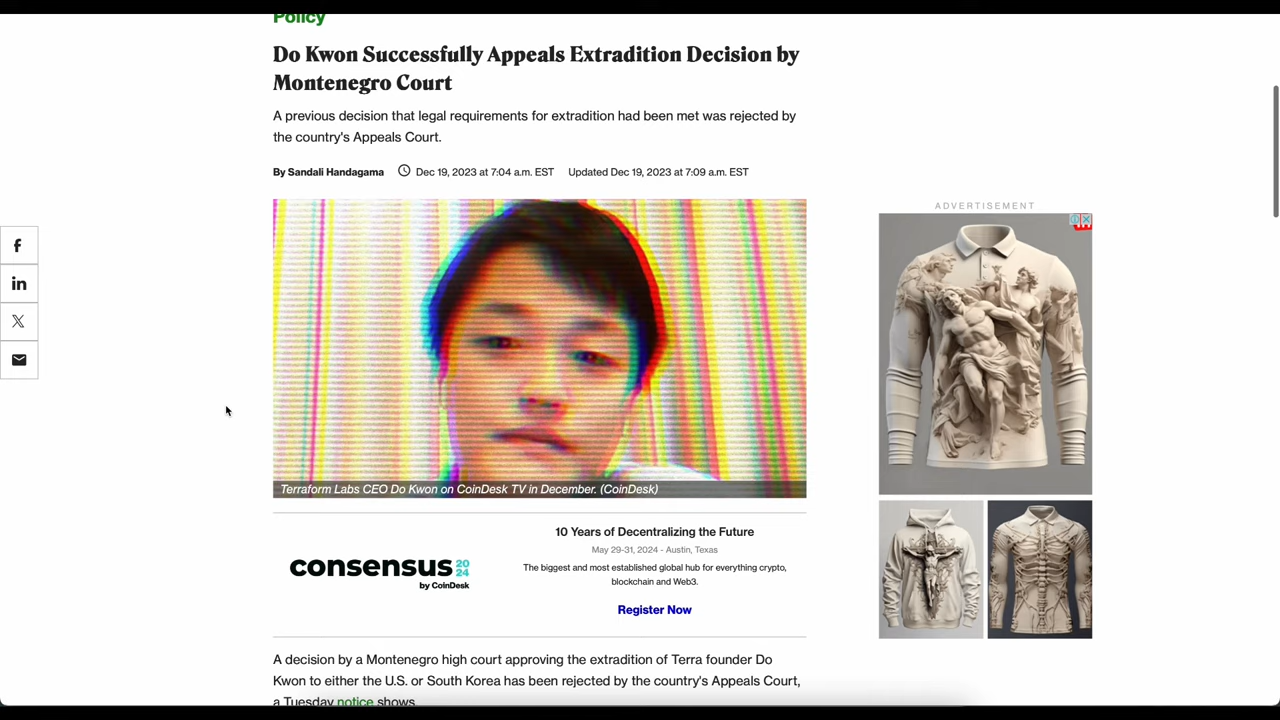 Policy
Do Kwon Successfully Appeals Extradition Decision by
Montenegro Court
A previous decision that legal requirements for extradition had been met was rejected by
the country's Appeals Court.
By Sandali Handagama Dec 19, 2023 at 7:04 a.m. EST Updated Dec 19, 2023 at 7:09 a.m. EST
ADVERTISEMENT
f
in
X
Terraform Labs CEO Do Kwon on CoinDesk TV in December. (CoinDesk)
10 Years of Decentralizing the Future
May 29-31, 2024 - Austin, Texas
consensus 20
24
by CoinDesk
The biggest and most established global hub for everything crypto,
blockchain and Web3.
Register Now
A decision by a Montenegro high court approving the extradition of Terra founder Do
Kwon to either the U.S. or South Korea has been rejected by the country's Appeals Court,
a Tuesday notice shows.